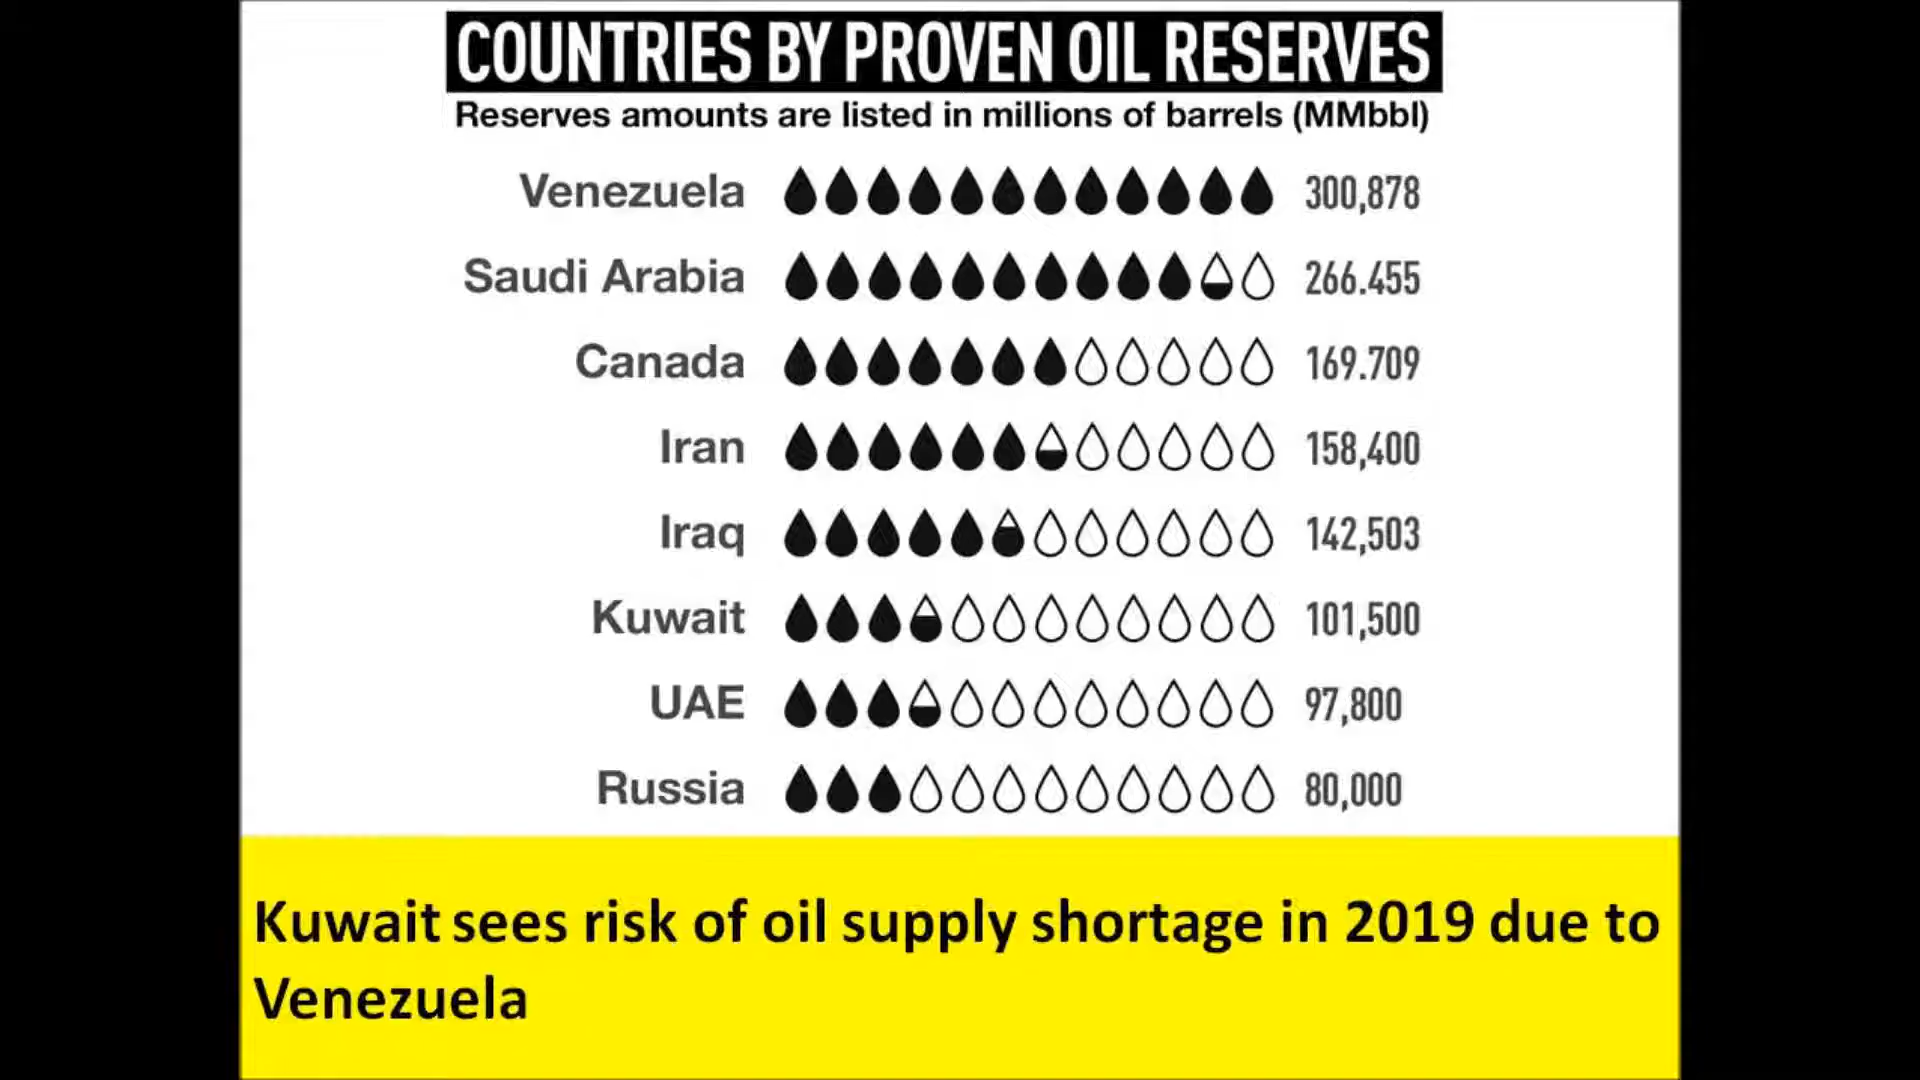 COUNTRIES BY PROVEN OIL RESERVES
Reserves amounts are listed in millions of barrels (MMbbl)
Venezuela 300,878
Saudi Arabia 266.455
Canada 169.709
Iran 158,400
Iraq 142,503
Kuwait 101,500
UAE 97,800
Russia 80,000
Kuwait sees risk of oil supply shortage in 2019 due to
Venezuela